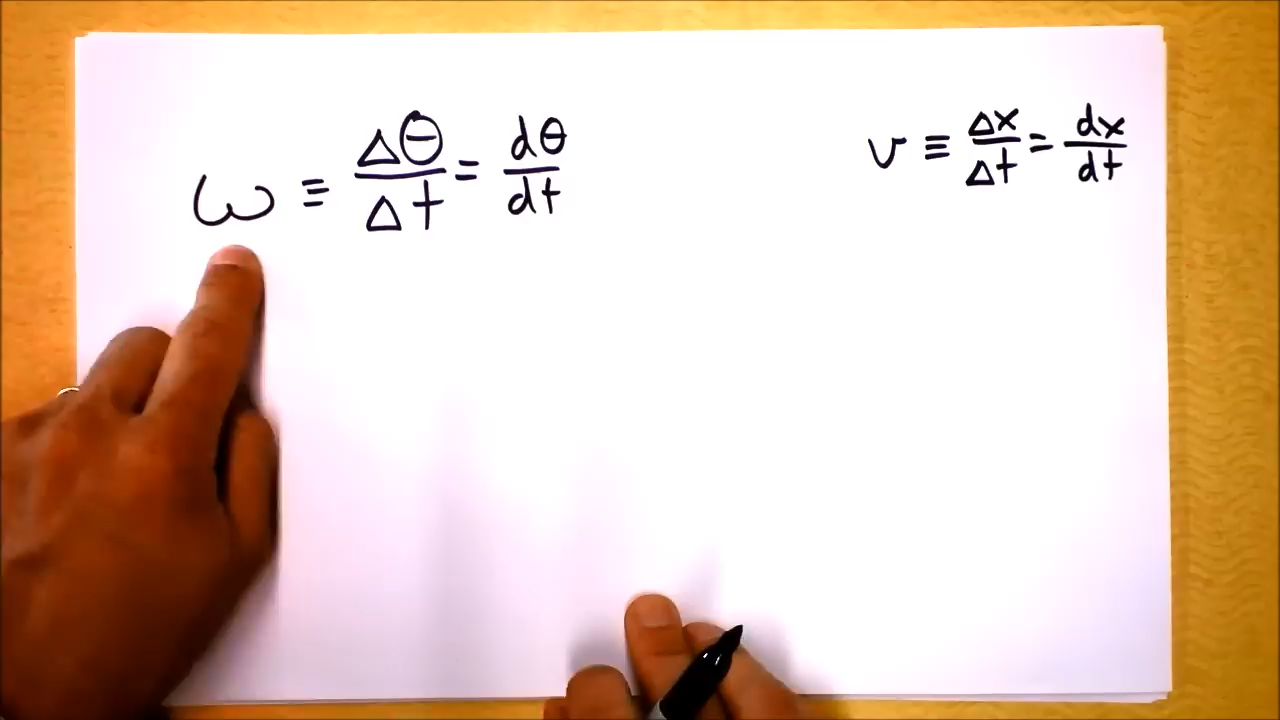 ω ≡ Δθ/Δt = dθ/dt
v ≡ Δx/Δt = dx/dt